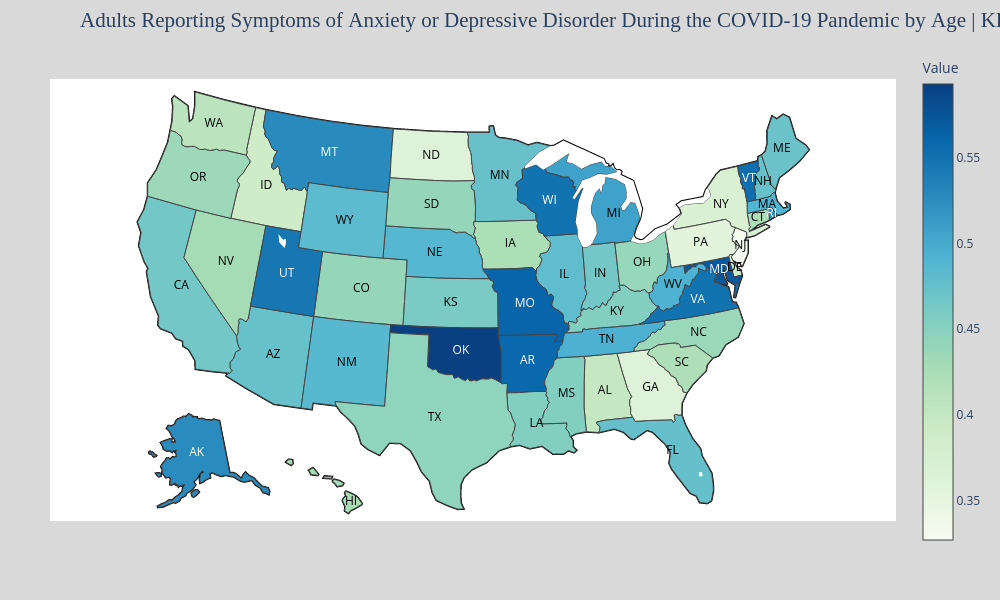 Adults Reporting Symptoms of Anxiety or Depressive Disorder During the COVID-19 Pandemic by Age |
Value
0.55
0.5
0.45
0.4
0.35
WA
MT
ND
MN
ME
OR
ID
SD
WI
MI
VT
NH
NY
MA
CT
RI
WY
NE
IA
PA
NJ
NV
UT
CO
KS
IL
IN
OH
MD
DE
CA
MO
WV
VA
KY
AZ
NM
OK
AR
TN
NC
SC
TX
MS
AL
GA
LA
FL
AK
HI